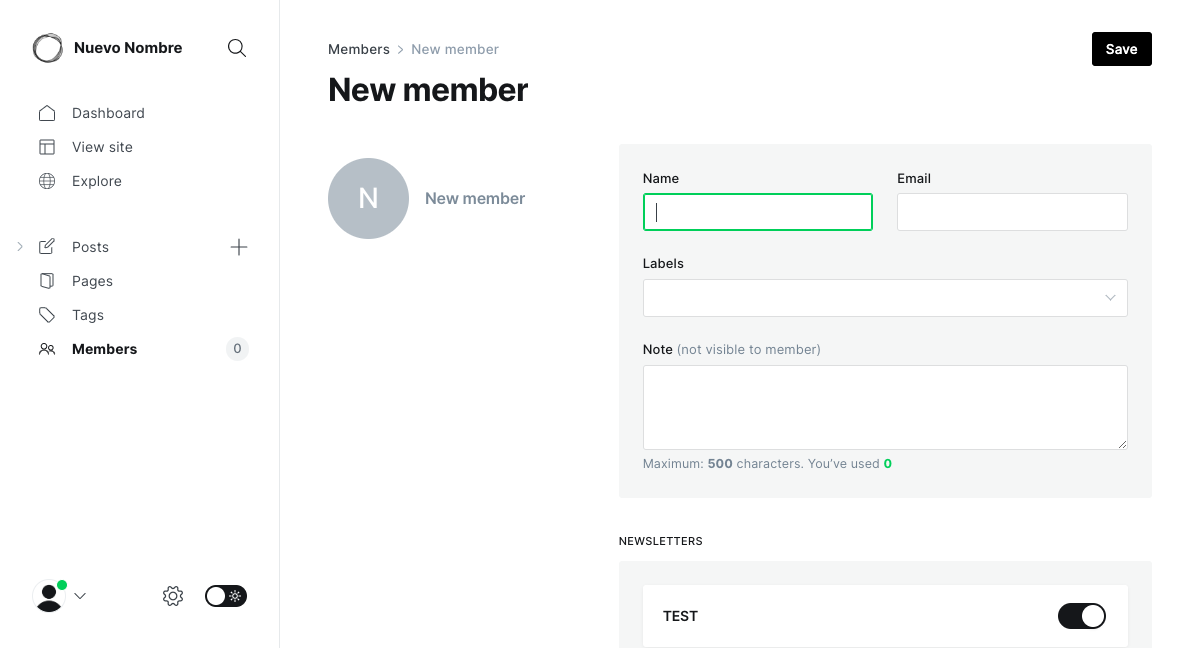 Nuevo Nombre
Dashboard
View site
Explore
Posts
Pages
Tags
Members
0
Members > New member
Save
New member
N
New member
Name
Email
Labels
Note (not visible to member)
Maximum: 500 characters. You’ve used 0
NEWSLETTERS
TEST